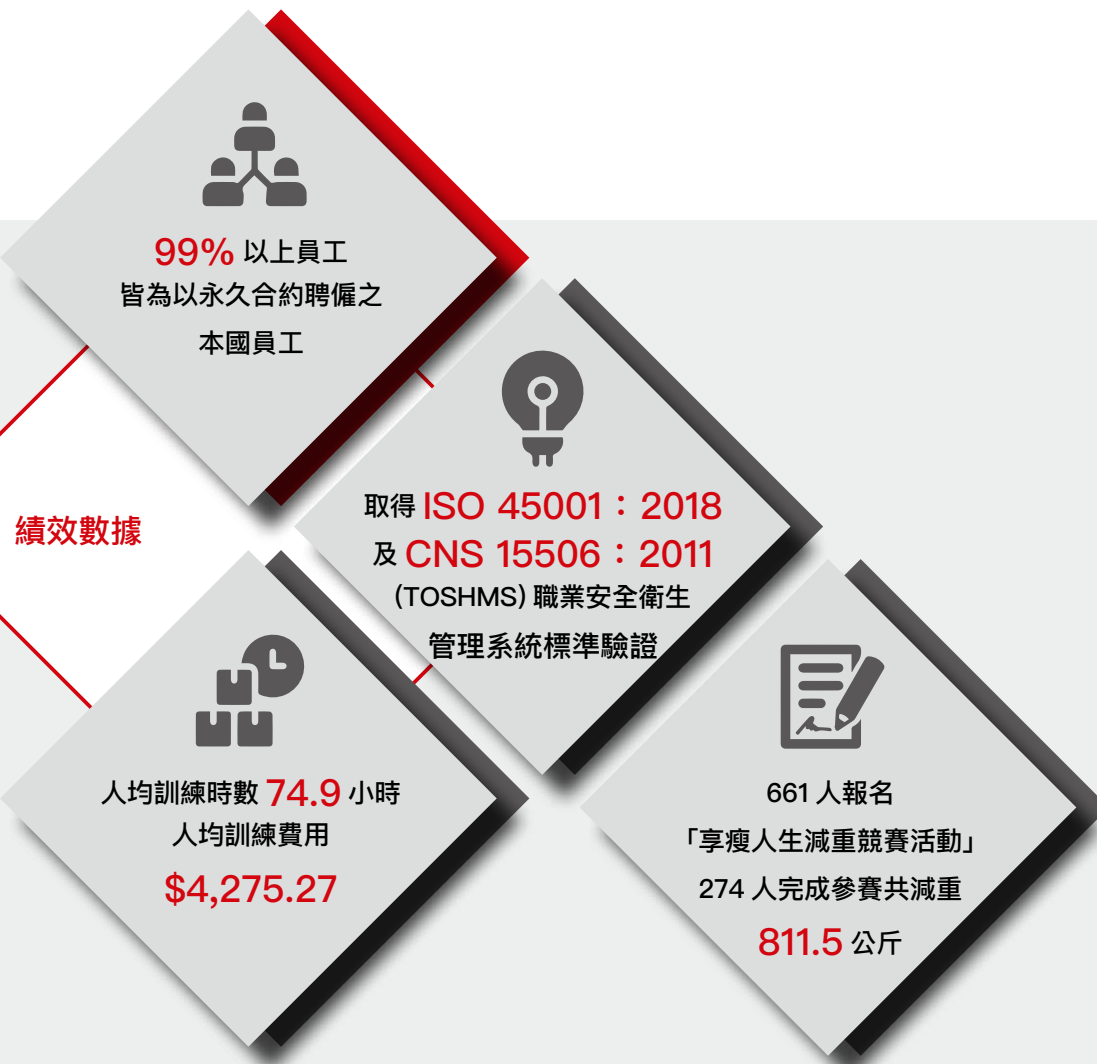 99% 以上員工
皆為以永久合約聘僱之
本國員工
績效數據
取得 ISO 45001：2018
及 CNS 15506：2011
(TOSHMS) 職業安全衛生
管理系統標準驗證
人均訓練時數 74.9 小時
人均訓練費用
$4,275.27
661 人報名
「享瘦人生減重競賽活動」
274 人完成參賽共減重
811.5 公斤